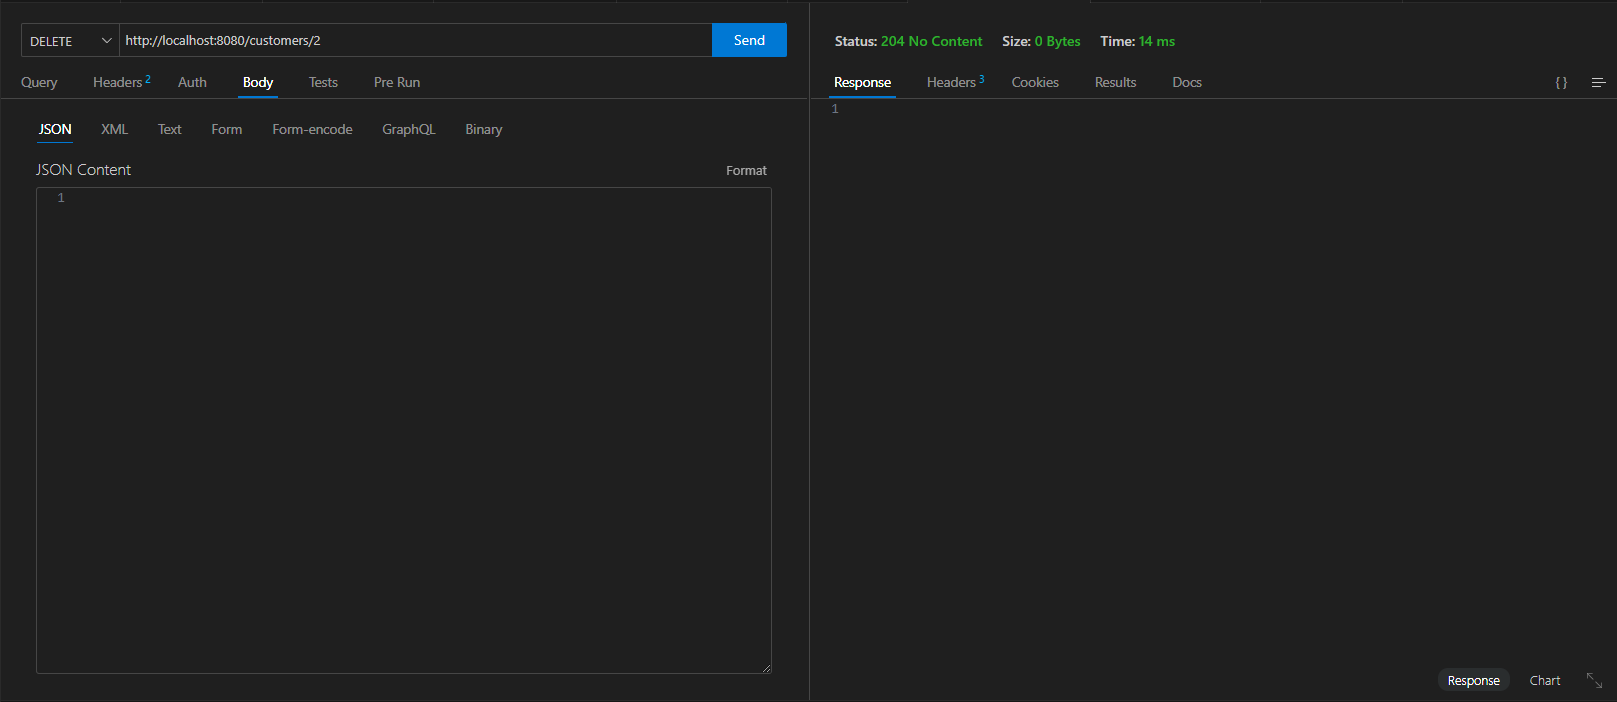 DELETE http://localhost:8080/customers/2 Send
Query Headers 2 Auth Body Tests Pre Run
JSON XML Text Form Form-encode GraphQL Binary
JSON Content Format
1
Status: 204 No Content Size: 0 Bytes Time: 14 ms
Response Headers 3 Cookies Results Docs { }
1
Response Chart